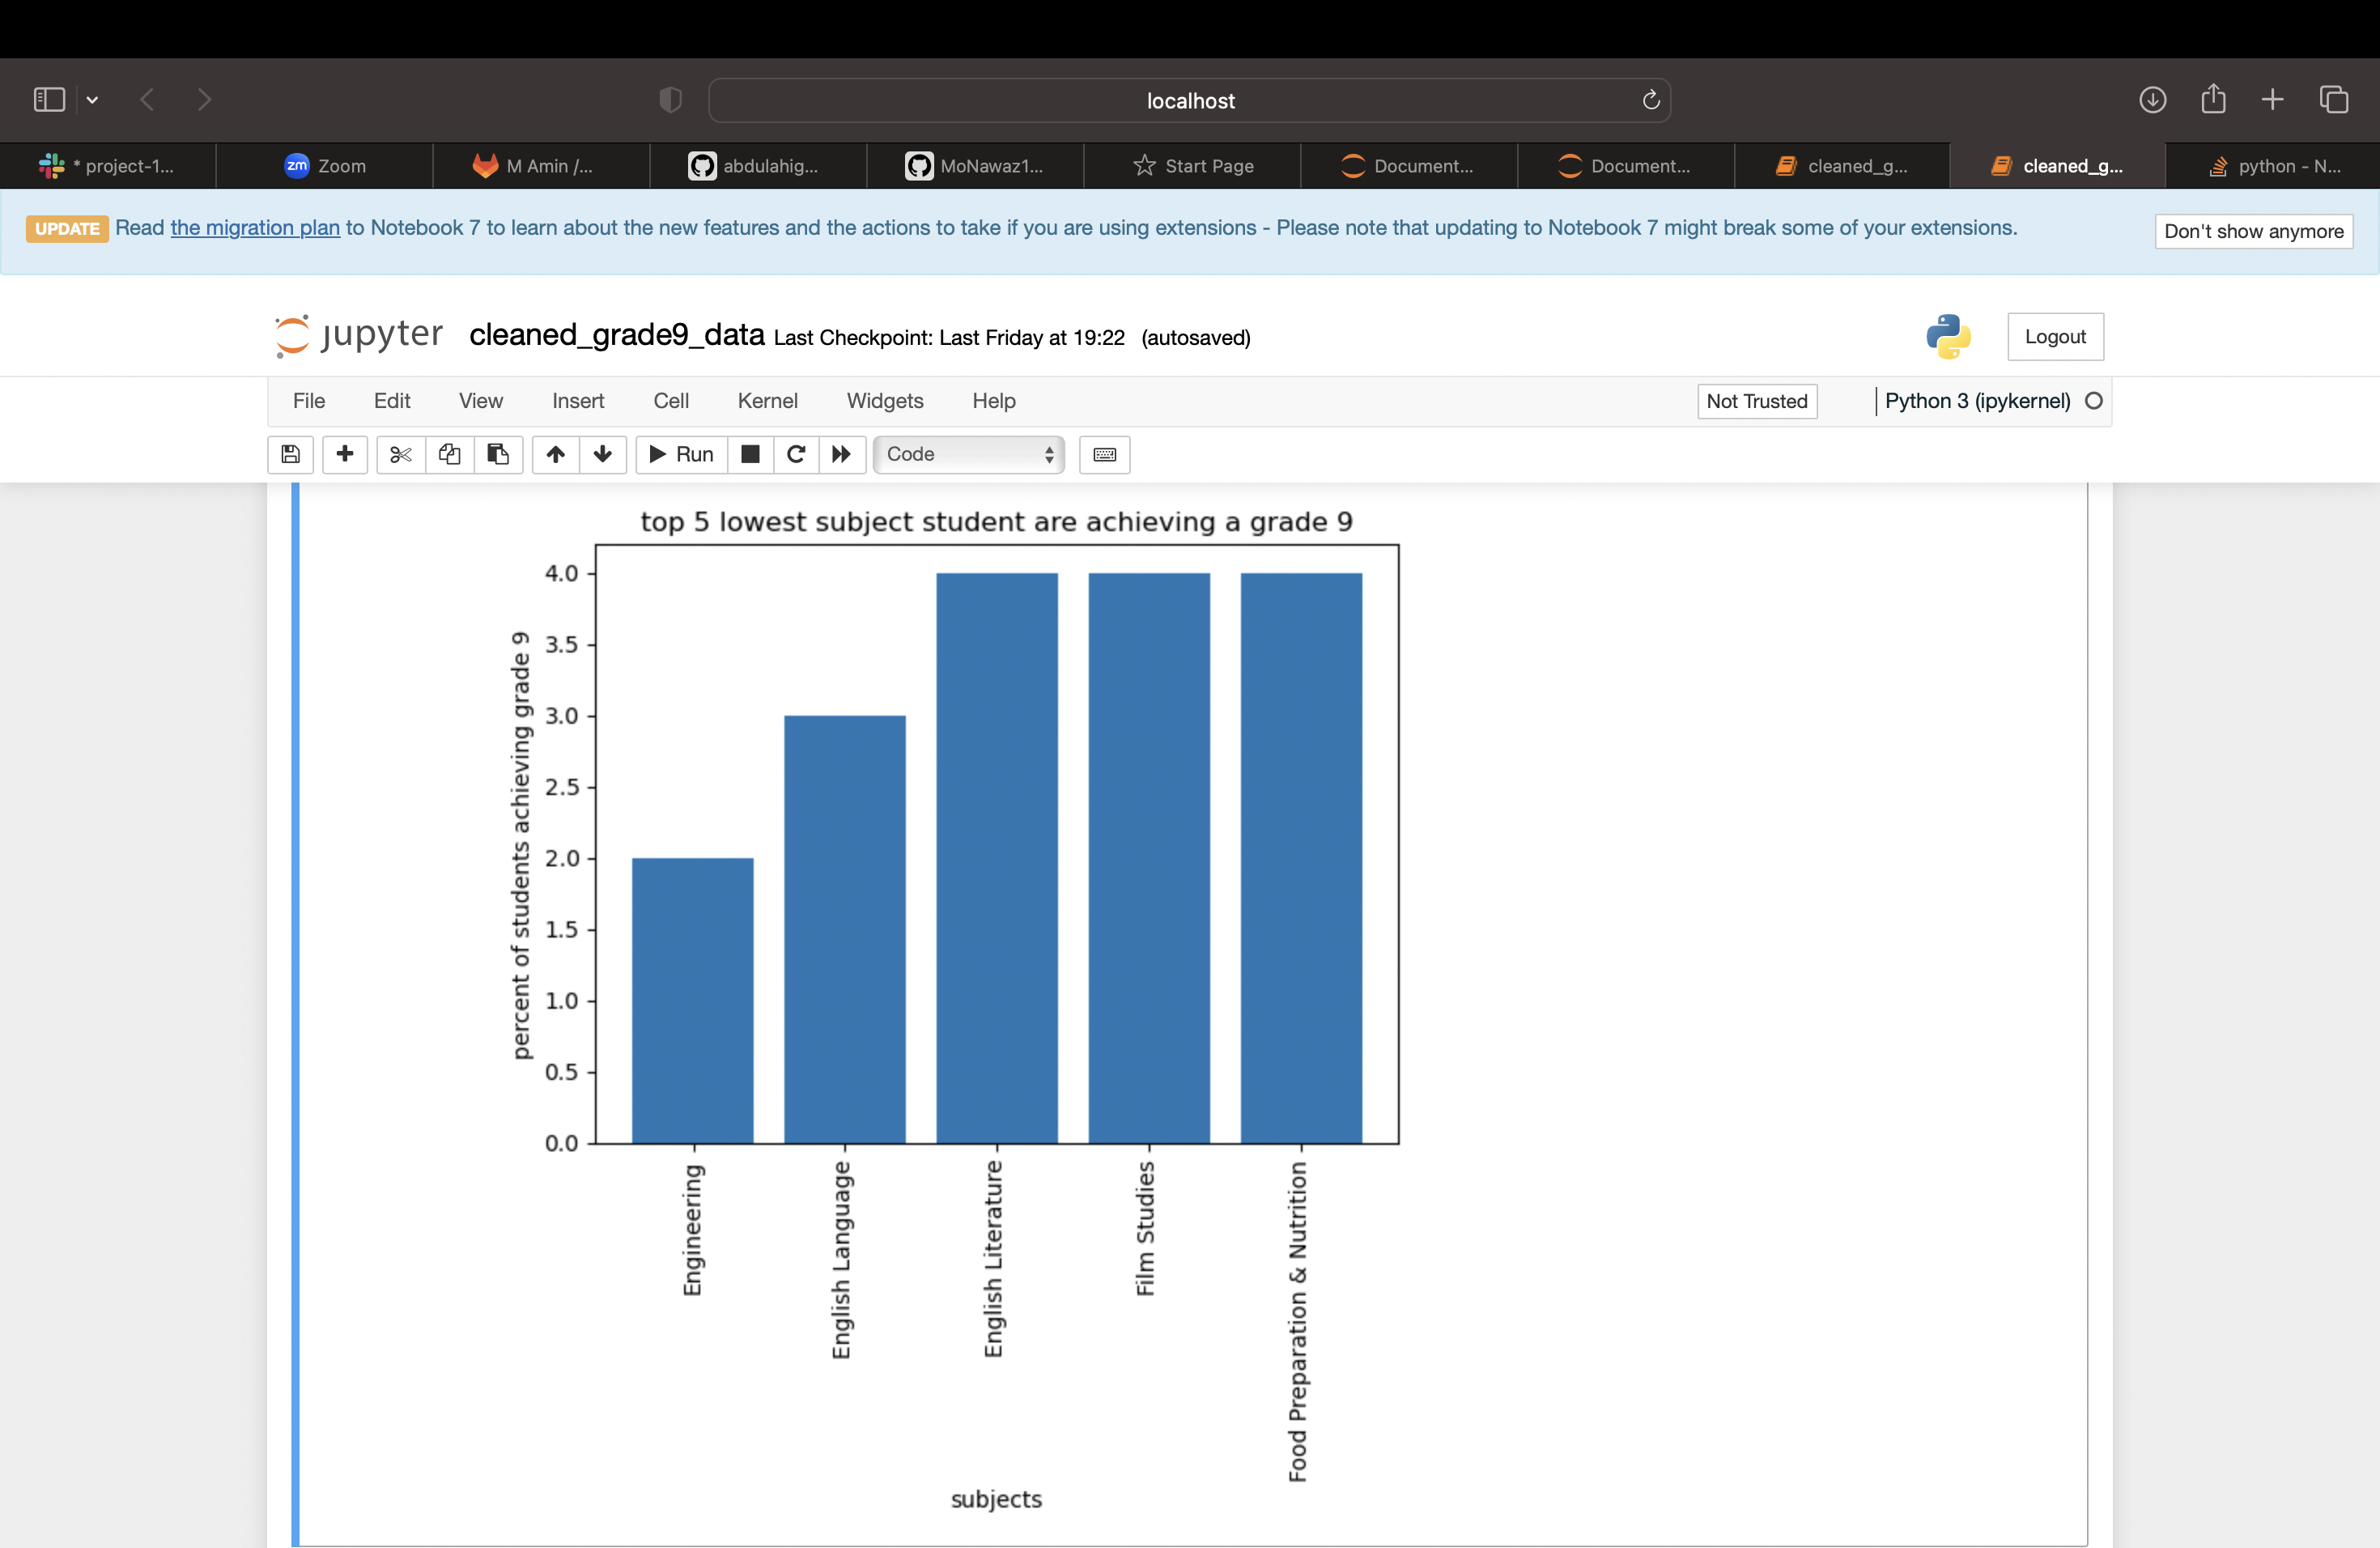 localhost
* project-1...
Zoom
M Amin /...
abdulahig...
MoNawaz1...
Start Page
Document...
Document...
cleaned_g...
cleaned_g...
python - N...
UPDATE Read the migration plan to Notebook 7 to learn about the new features and the actions to take if you are using extensions - Please note that updating to Notebook 7 might break some of your extensions.
Don't show anymore
jupyter cleaned_grade9_data Last Checkpoint: Last Friday at 19:22 (autosaved)
Logout
File Edit View Insert Cell Kernel Widgets Help
Not Trusted
Python 3 (ipykernel)
Run
Code
top 5 lowest subject student are achieving a grade 9
percent of students achieving grade 9
4.0
3.5
3.0
2.5
2.0
1.5
1.0
0.5
0.0
Engineering
English Language
English Literature
Film Studies
Food Preparation & Nutrition
subjects